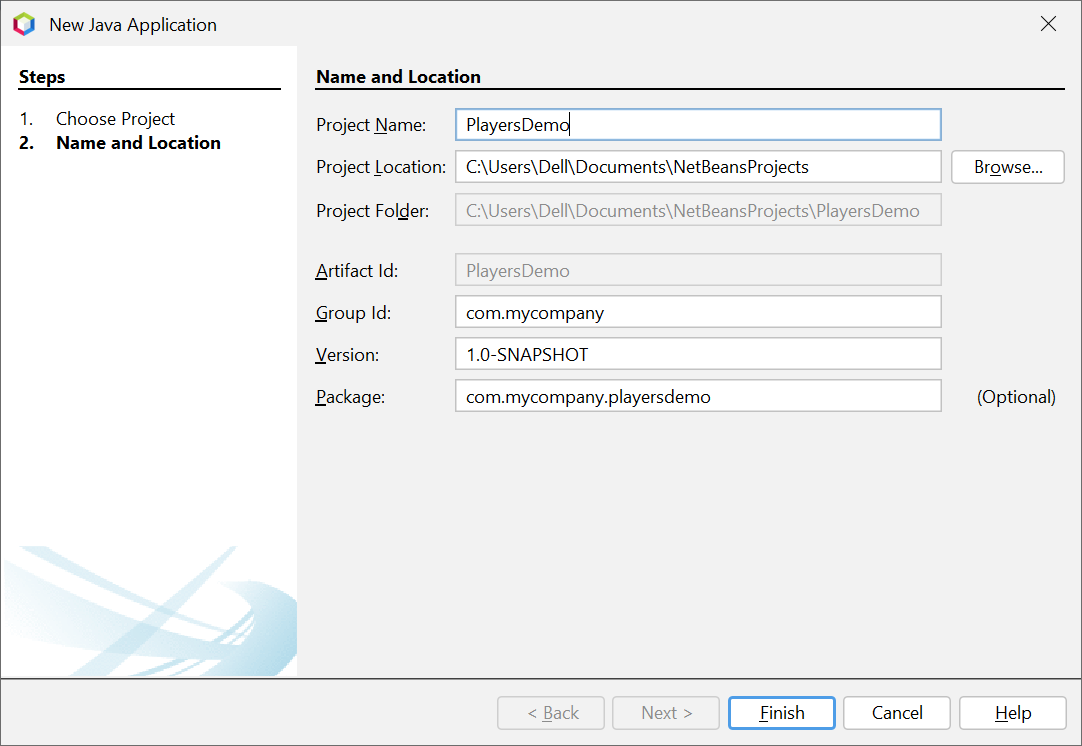 New Java Application
Steps
1. Choose Project
2. Name and Location
Name and Location
Project Name: PlayersDemo
Project Location: C:\Users\Dell\Documents\NetBeansProjects Browse...
Project Folder: C:\Users\Dell\Documents\NetBeansProjects\PlayersDemo
Artifact Id: PlayersDemo
Group Id: com.mycompany
Version: 1.0-SNAPSHOT
Package: com.mycompany.playersdemo (Optional)
< Back Next > Finish Cancel Help